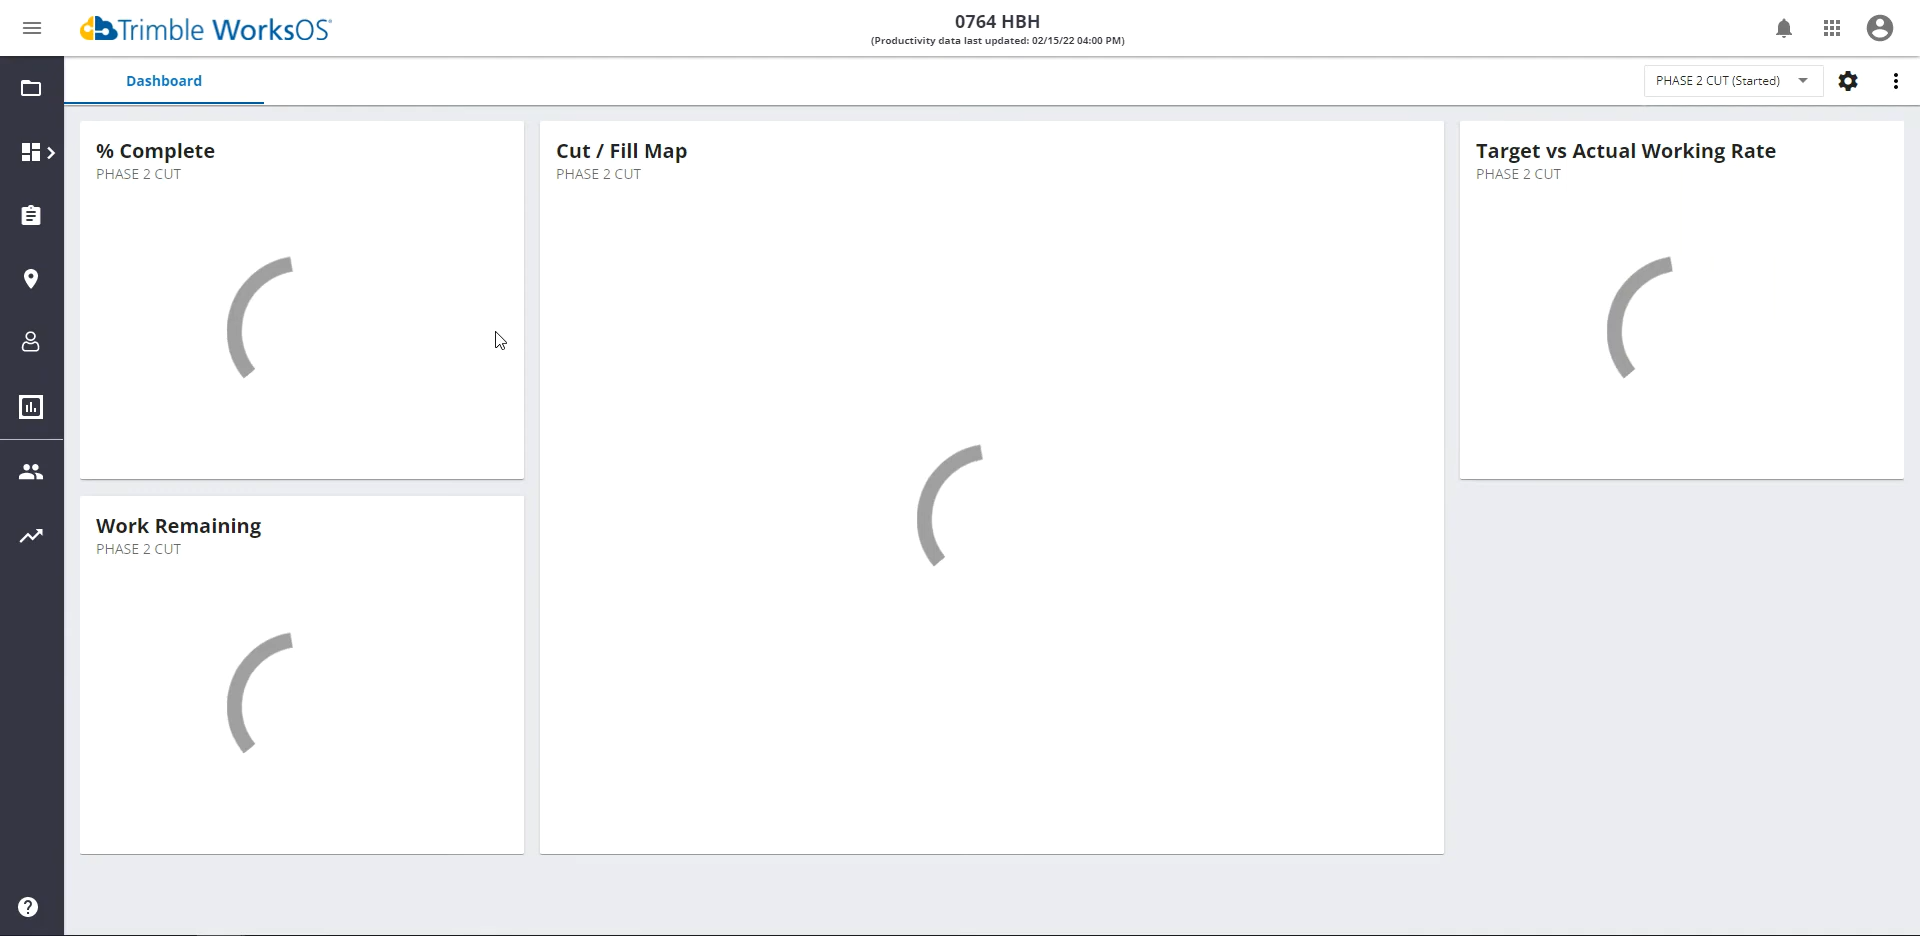 Trimble WorksOS
0764 HBH
(Productivity data last updated: 02/15/22 04:00 PM)
Dashboard
PHASE 2 CUT (Started)
% Complete
PHASE 2 CUT
Cut / Fill Map
PHASE 2 CUT
Target vs Actual Working Rate
PHASE 2 CUT
Work Remaining
PHASE 2 CUT